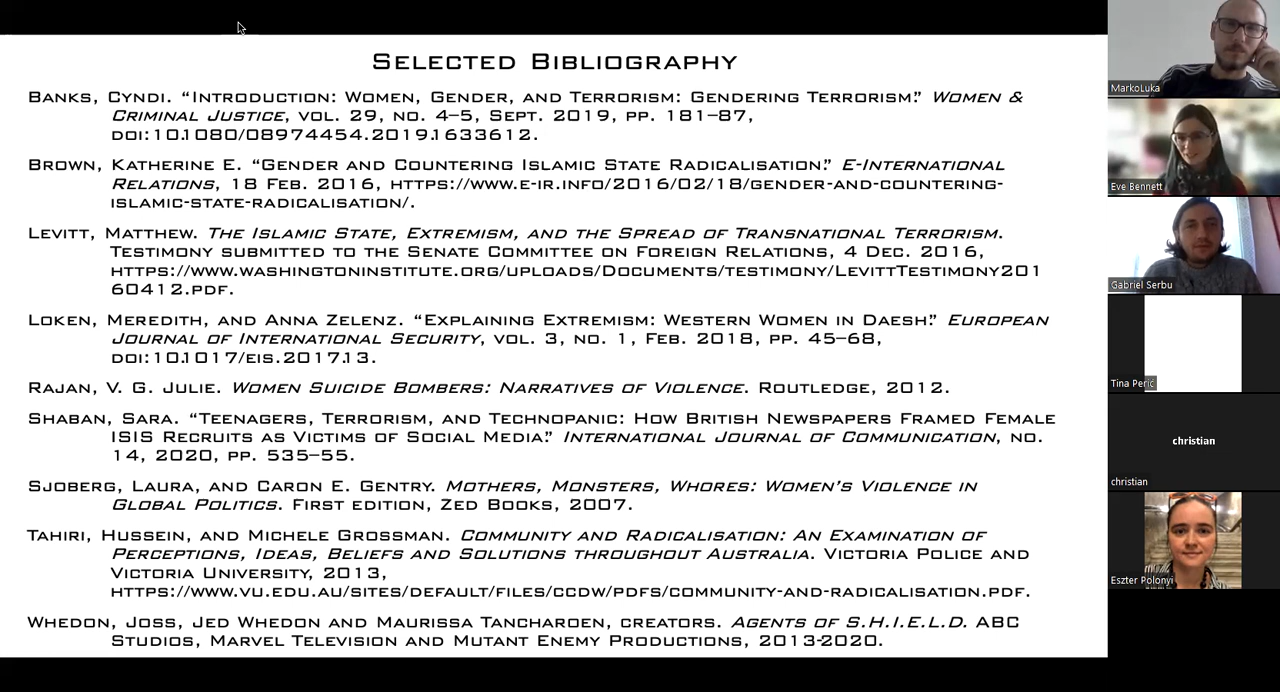 Selected Bibliography
Banks, Cyndi. “Introduction: Women, Gender, and Terrorism: Gendering Terrorism.” Women &
Criminal Justice, vol. 29, no. 4–5, Sept. 2019, pp. 181–87,
doi:10.1080/08974454.2019.1633612.
Brown, Katherine E. “Gender and Countering Islamic State Radicalisation.” E-International
Relations, 18 Feb. 2016, https://www.e-ir.info/2016/02/18/gender-and-countering-
islamic-state-radicalisation/.
Levitt, Matthew. The Islamic State, Extremism, and the Spread of Transnational Terrorism.
Testimony submitted to the Senate Committee on Foreign Relations, 4 Dec. 2016,
https://www.washingtoninstitute.org/uploads/Documents/testimony/LevittTestimony201
60412.pdf.
Loken, Meredith, and Anna Zelenz. “Explaining Extremism: Western Women in Daesh.” European
Journal of International Security, vol. 3, no. 1, Feb. 2018, pp. 45–68,
doi:10.1017/eis.2017.13.
Rajan, V. G. Julie. Women Suicide Bombers: Narratives of Violence. Routledge, 2012.
Shaban, Sara. “Teenagers, Terrorism, and Technopanic: How British Newspapers Framed Female
ISIS Recruits as Victims of Social Media.” International Journal of Communication, no.
14, 2020, pp. 535–55.
Sjoberg, Laura, and Caron E. Gentry. Mothers, Monsters, Whores: Women’s Violence in
Global Politics. First edition, Zed Books, 2007.
Tahiri, Hussein, and Michele Grossman. Community and Radicalisation: An Examination of
Perceptions, Ideas, Beliefs and Solutions throughout Australia. Victoria Police and
Victoria University, 2013,
https://www.vu.edu.au/sites/default/files/ccdw/pdfs/community-and-radicalisation.pdf.
Whedon, Joss, Jed Whedon and Maurissa Tancharoen, creators. Agents of S.H.I.E.L.D. ABC
Studios, Marvel Television and Mutant Enemy Productions, 2013-2020.
MarkoLuka
Eve Bennett
Gabriel Serbu
Tina Perić
christian
christian
Eszter Polonyi